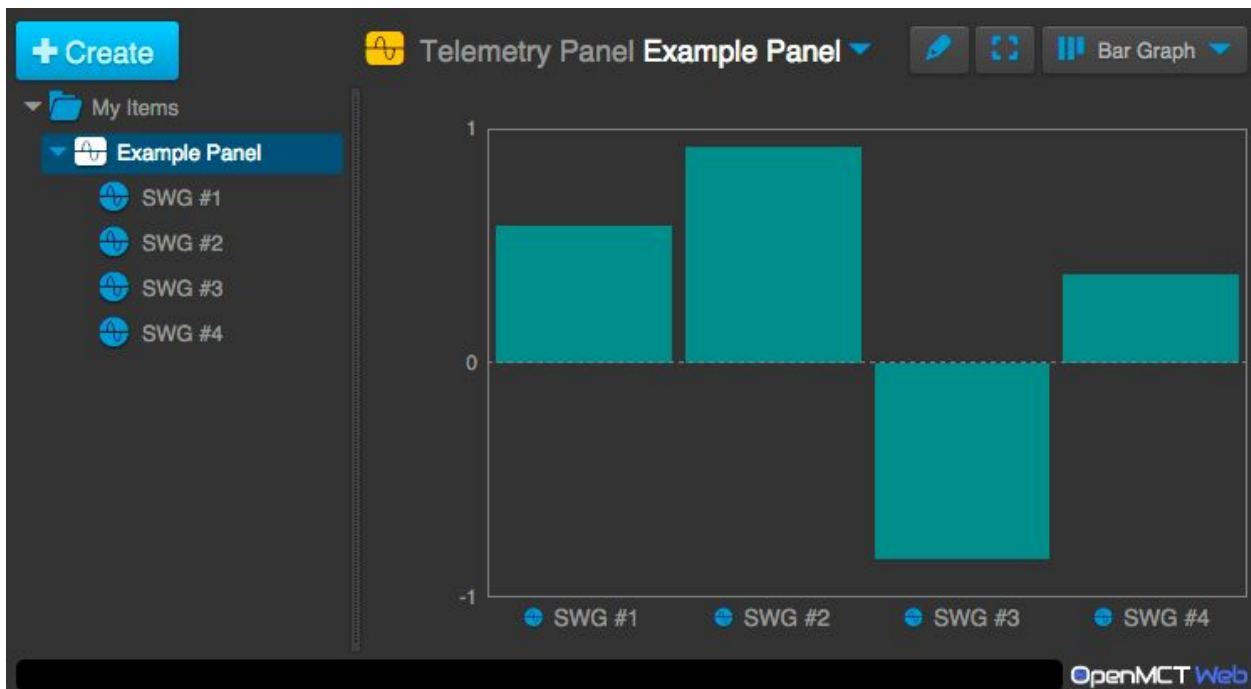 Create
Telemetry Panel Example Panel
Bar Graph
My Items
Example Panel
SWG #1
SWG #2
SWG #3
SWG #4
1
0
-1
SWG #1
SWG #2
SWG #3
SWG #4
OpenMCT Web